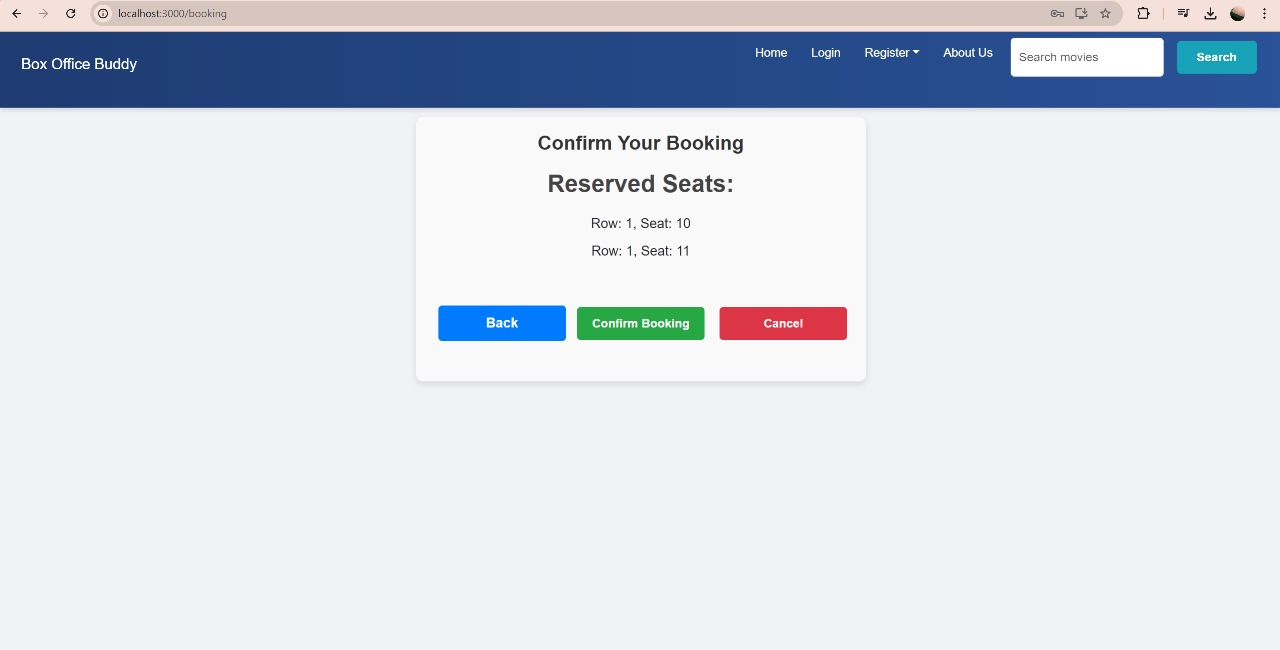 localhost:3000/booking
Box Office Buddy
Home Login Register About Us Search movies Search
Confirm Your Booking
Reserved Seats:
Row: 1, Seat: 10
Row: 1, Seat: 11
Back Confirm Booking Cancel